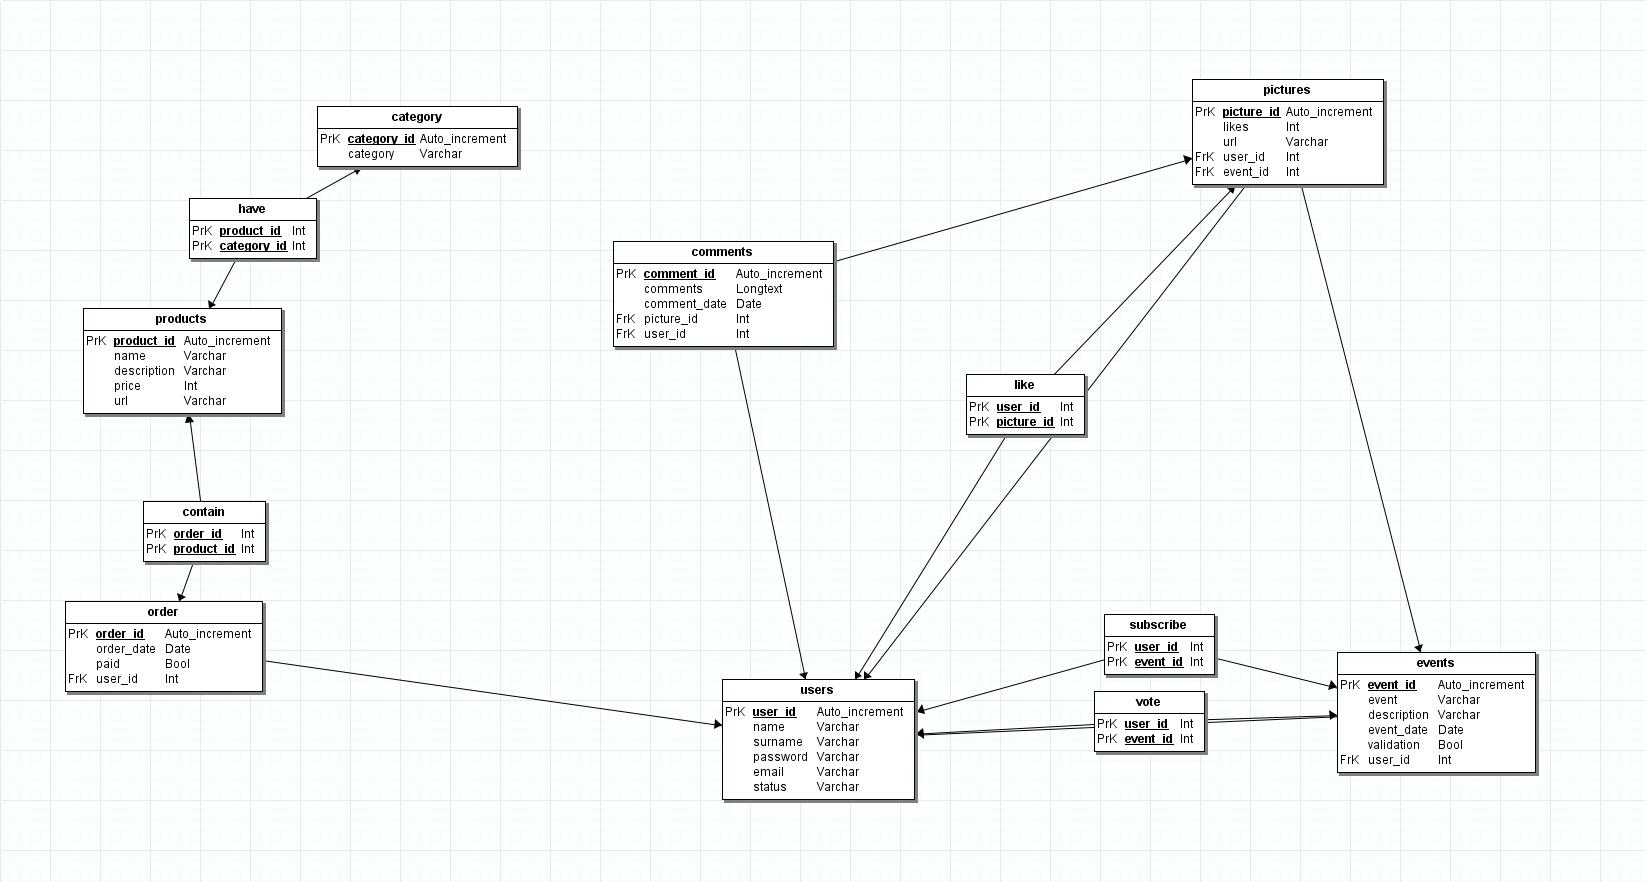 category
PrK category_id Auto_increment
category Varchar
have
PrK product_id Int
PrK category_id Int
products
PrK product_id Auto_increment
name Varchar
description Varchar
price Int
url Varchar
contain
PrK order_id Int
PrK product_id Int
order
PrK order_id Auto_increment
order_date Date
paid Bool
FrK user_id Int
comments
PrK comment_id Auto_increment
comments Longtext
comment_date Date
FrK picture_id Int
FrK user_id Int
pictures
PrK picture_id Auto_increment
likes Int
url Varchar
FrK user_id Int
FrK event_id Int
like
PrK user_id Int
PrK picture_id Int
users
PrK user_id Auto_increment
name Varchar
surname Varchar
password Varchar
email Varchar
status Varchar
subscribe
PrK user_id Int
PrK event_id Int
vote
PrK user_id Int
PrK event_id Int
events
PrK event_id Auto_increment
event Varchar
description Varchar
event_date Date
validation Bool
FrK user_id Int